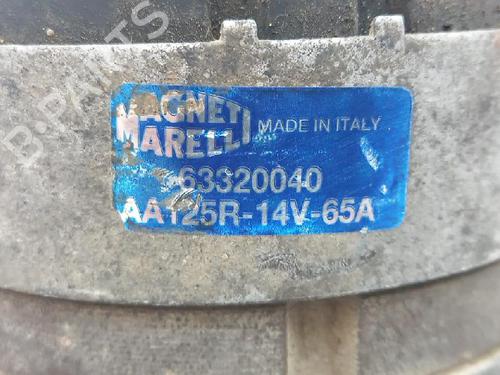 MAGNETI
MARELLI
MADE IN ITALY
63320040
AA125R-14V-65A
B-PARTS